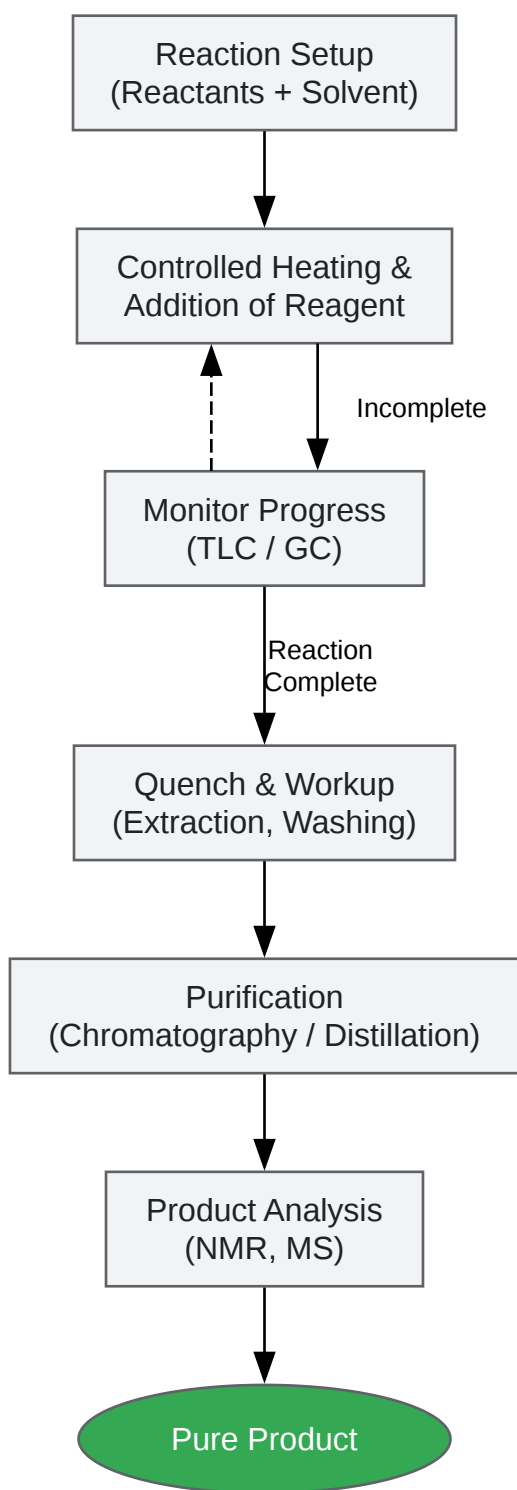 Reaction Setup
(Reactants + Solvent)
Controlled Heating &
Addition of Reagent
Incomplete
Monitor Progress
(TLC / GC)
Reaction
Complete
Quench & Workup
(Extraction, Washing)
Purification
(Chromatography / Distillation)
Product Analysis
(NMR, MS)
Pure Product